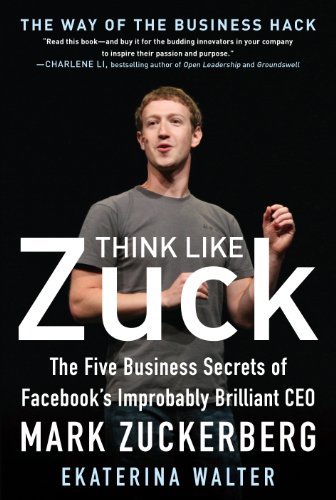 THE WAY OF THE BUSINESS HACK
"Read this book—and buy it for the budding innovators in your company
to inspire their passion and purpose."
—CHARLENE LI, bestselling author of Open Leadership and Groundswell
THINK LIKE
Zuck
The Five Business Secrets of
Facebook's Improbably Brilliant CEO
MARK ZUCKERBERG
EKATERINA WALTER